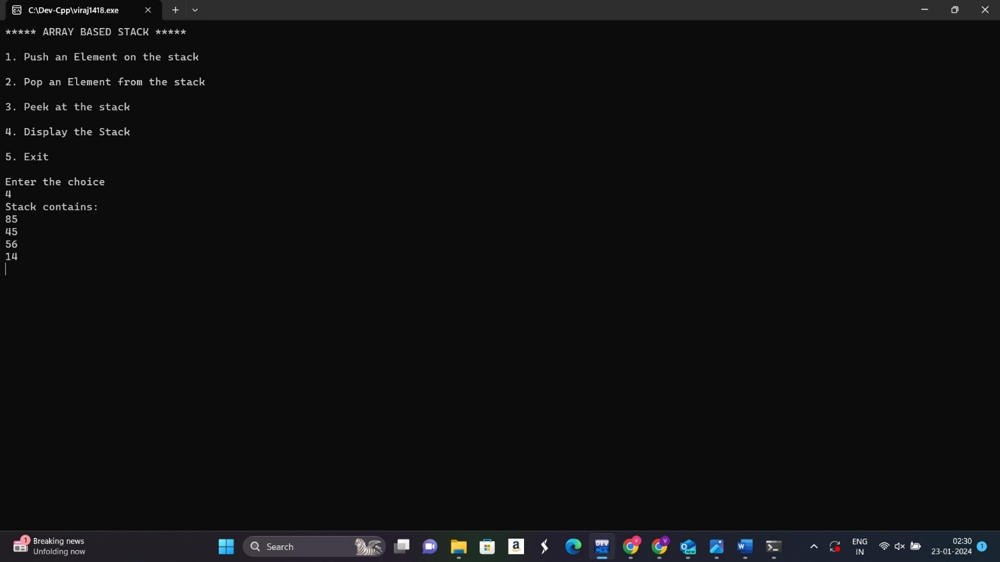 C:\Dev-Cpp\viraj1418.exe
***** ARRAY BASED STACK *****
1. Push an Element on the stack
2. Pop an Element from the stack
3. Peek at the stack
4. Display the Stack
5. Exit
Enter the choice
4
Stack contains:
85
45
56
14
1
Breaking news
Unfolding now
Search
a
DEV
C++
V
V
O
NEW
W
ENG
IN
02:30
23-01-2024
1